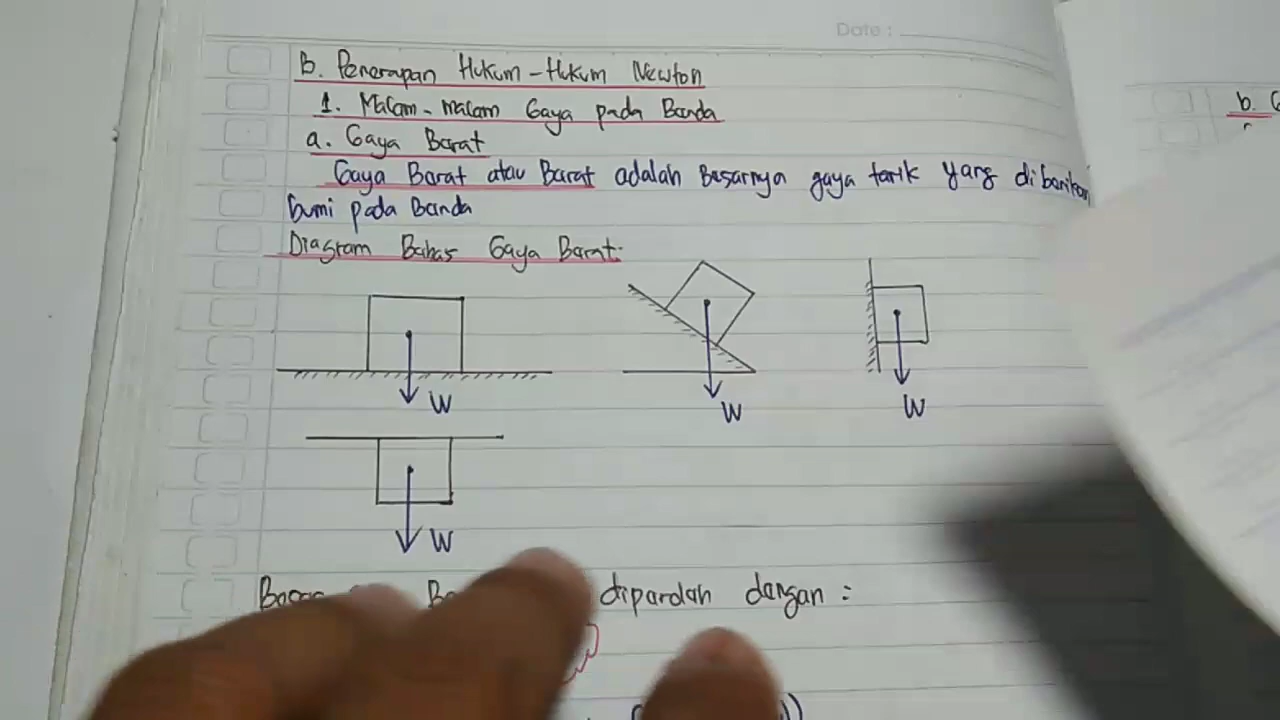 Date :
B. Penerapan Hukum-Hukum Newton
1. Macam-macam Gaya pada Benda
a. Gaya Berat
Gaya Berat atau Berat adalah Besarnya gaya tarik yang diberikan
bumi pada Benda
Diagram Bebas Gaya Berat.
W
W
W
W
diperdeh dengan :
b.